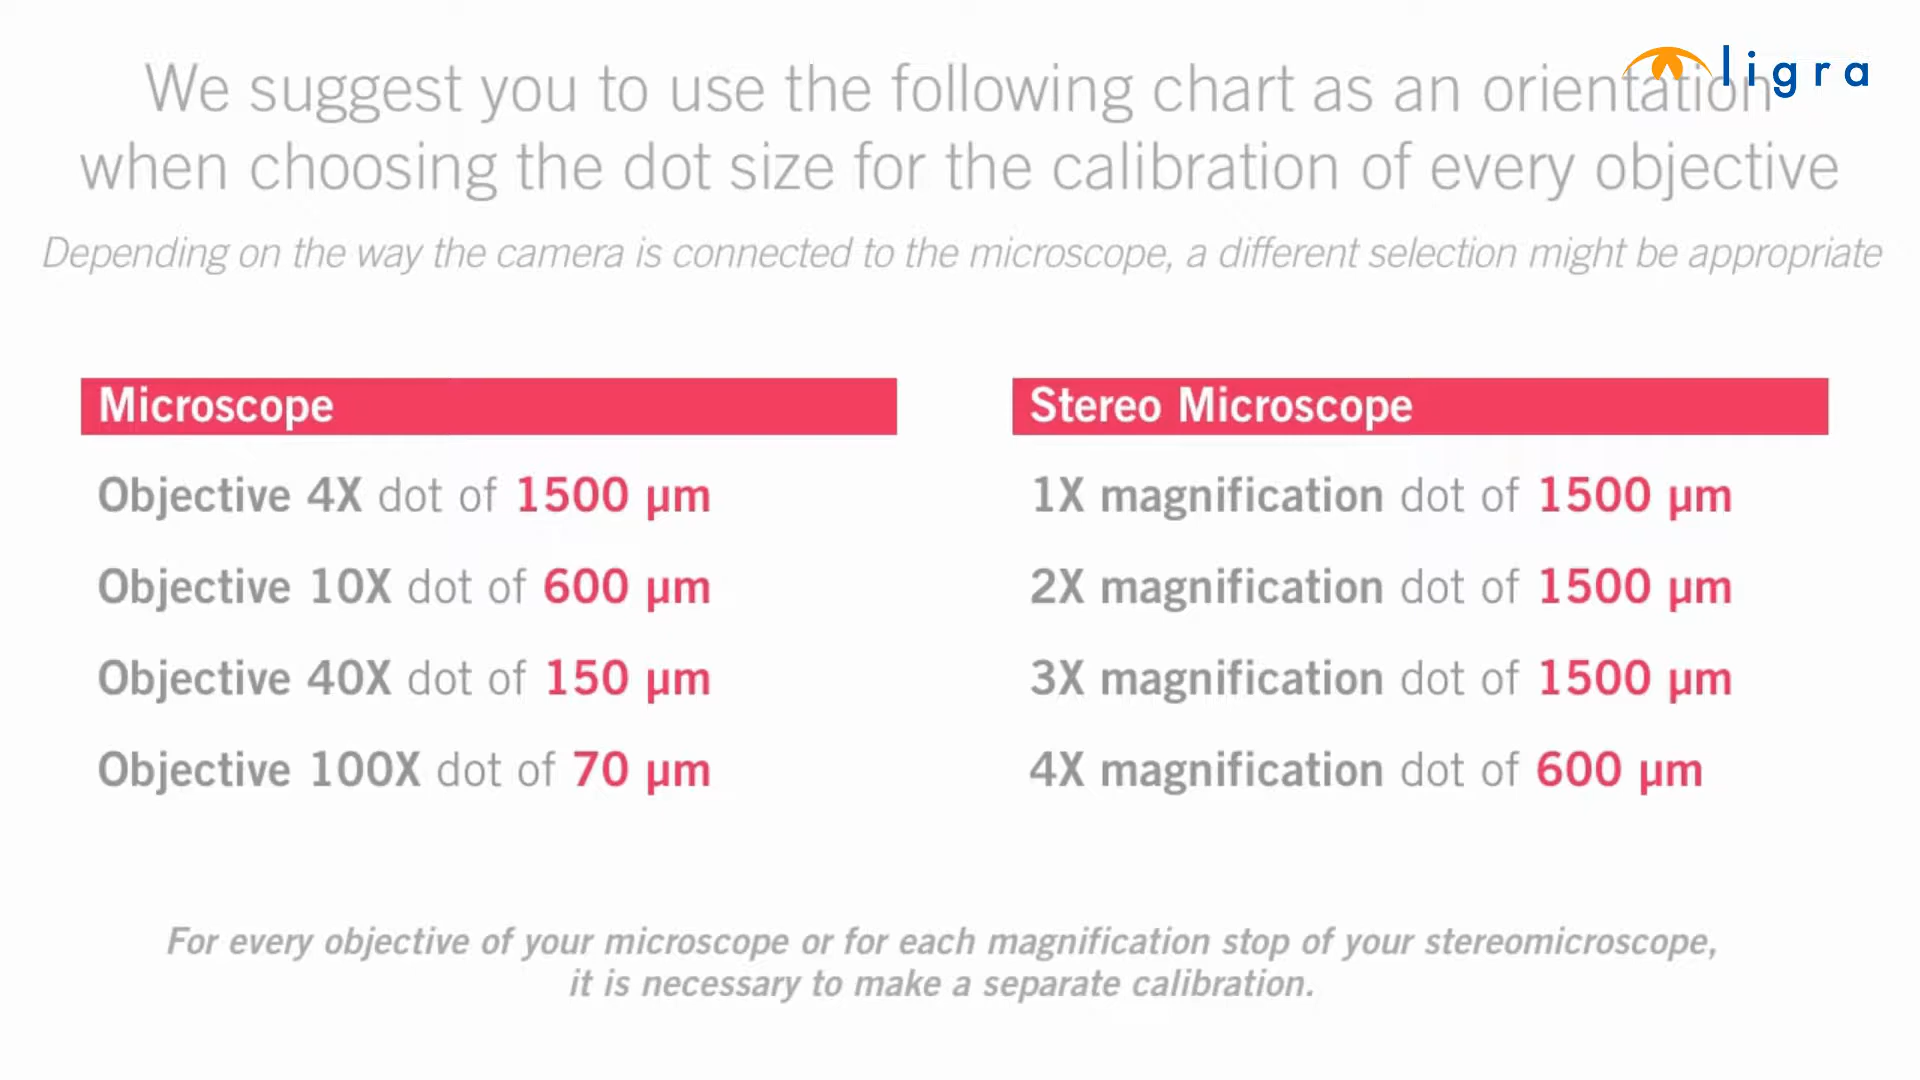 We suggest you to use the following chart as an orientation
ligra
when choosing the dot size for the calibration of every objective
Depending on the way the camera is connected to the microscope, a different selection might be appropriate
Microscope
Objective 4X dot of 1500 µm
Objective 10X dot of 600 µm
Objective 40X dot of 150 µm
Objective 100X dot of 70 µm
Stereo Microscope
1X magnification dot of 1500 µm
2X magnification dot of 1500 µm
3X magnification dot of 1500 µm
4X magnification dot of 600 µm
For every objective of your microscope or for each magnification stop of your stereomicroscope,
it is necessary to make a separate calibration.